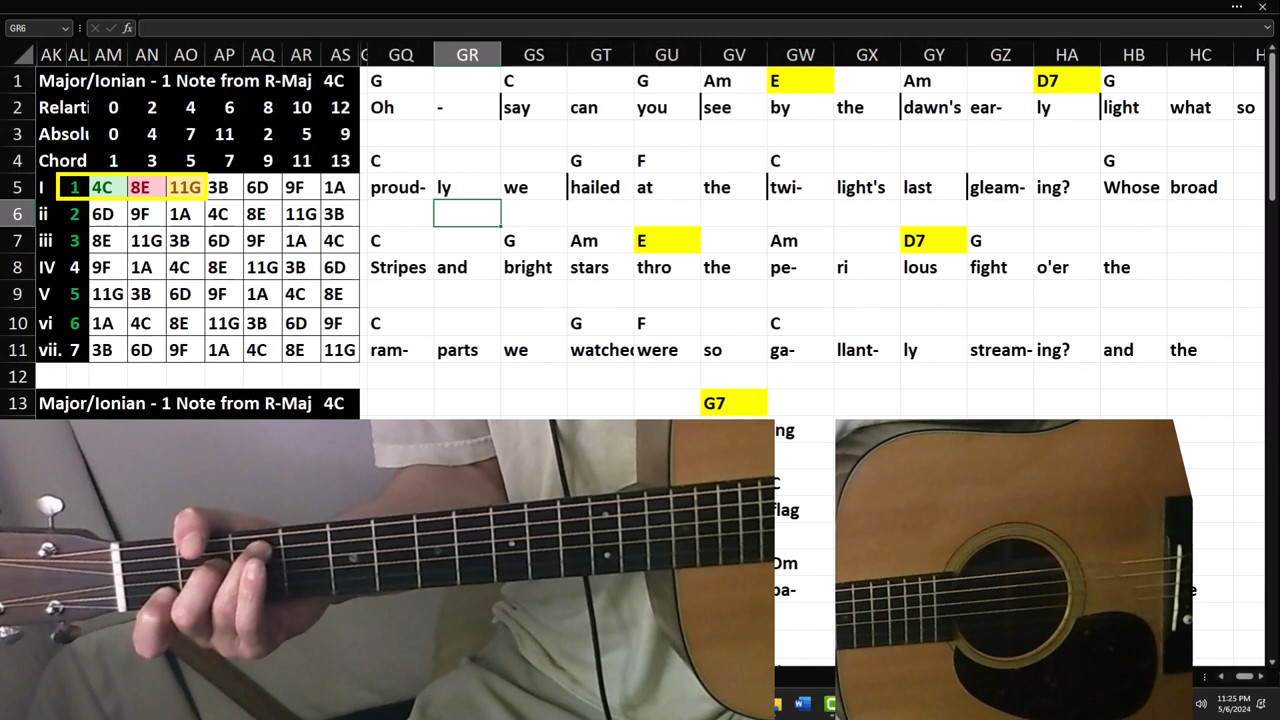 GR6 fx
AK AL AM AN AO AP AQ AR AS GQ GR GS GT GU GV GW GX GY GZ HA HB HC
1 Major/Ionian - 1 Note from R-Maj 4C G C G Am E Am D7 G
2 Relarti 0 2 4 6 8 10 12 Oh - say can you see by the dawn's ear- ly light what so
3 Absolu 0 4 7 11 2 5 9
4 Chord 1 3 5 7 9 11 13 C G F C G
5 I 1 4C 8E 11G 3B 6D 9F 1A proud- ly we hailed at the twi- light's last gleam- ing? Whose broad
6 ii 2 6D 9F 1A 4C 8E 11G 3B
7 iii 3 8E 11G 3B 6D 9F 1A 4C C G Am E Am D7 G
8 IV 4 9F 1A 4C 8E 11G 3B 6D Stripes and bright stars thro the pe- ri lous fight o'er the
9 V 5 11G 3B 6D 9F 1A 4C 8E
10 vi 6 1A 4C 8E 11G 3B 6D 9F C G F C
11 vii. 7 3B 6D 9F 1A 4C 8E 11G ram- parts we watched were so ga- llant- ly stream- ing? and the
12
13 Major/Ionian - 1 Note from R-Maj 4C G7
ing
C
flag
Dm
pa- e
11:25 PM
5/6/2024